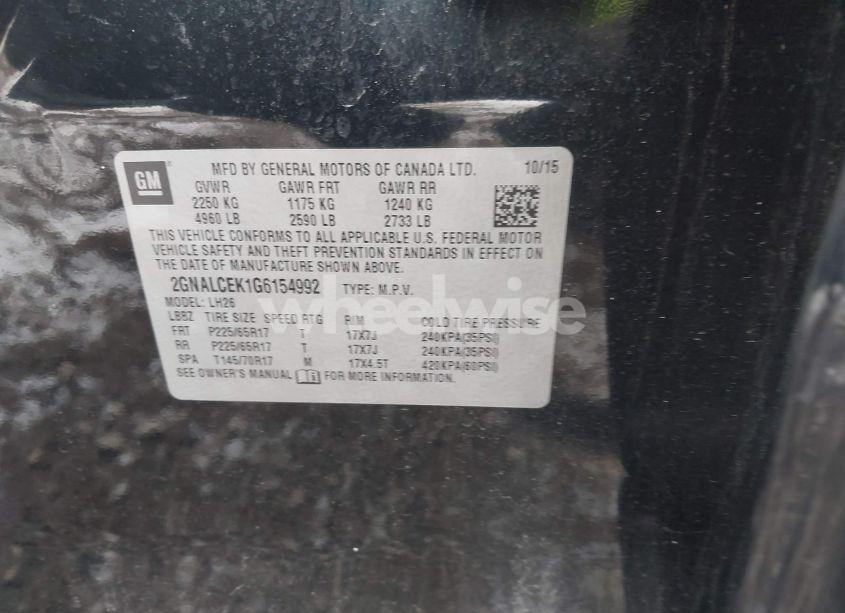 GM
MFD BY GENERAL MOTORS OF CANADA LTD. 10/15
GVWR GAWR FRT GAWR RR
2250 KG 1175 KG 1240 KG
4960 LB 2590 LB 2733 LB
THIS VEHICLE CONFORMS TO ALL APPLICABLE U.S. FEDERAL MOTOR
VEHICLE SAFETY AND THEFT PREVENTION STANDARDS IN EFFECT ON
THE DATE OF MANUFACTURE SHOWN ABOVE.
2GNALCEK1G6154992 TYPE: M.P.V.
MODEL: LH26
LBBZ TIRE SIZE SPEED RTG RIM COLD TIRE PRESSURE
FRT P225/65R17 T 17X7J 240KPA(35PSI)
RR P225/65R17 T 17X7J 240KPA(35PSI)
SPA T145/70R17 M 17X4.5T 420KPA(60PSI)
SEE OWNER'S MANUAL FOR MORE INFORMATION.
wheelwise